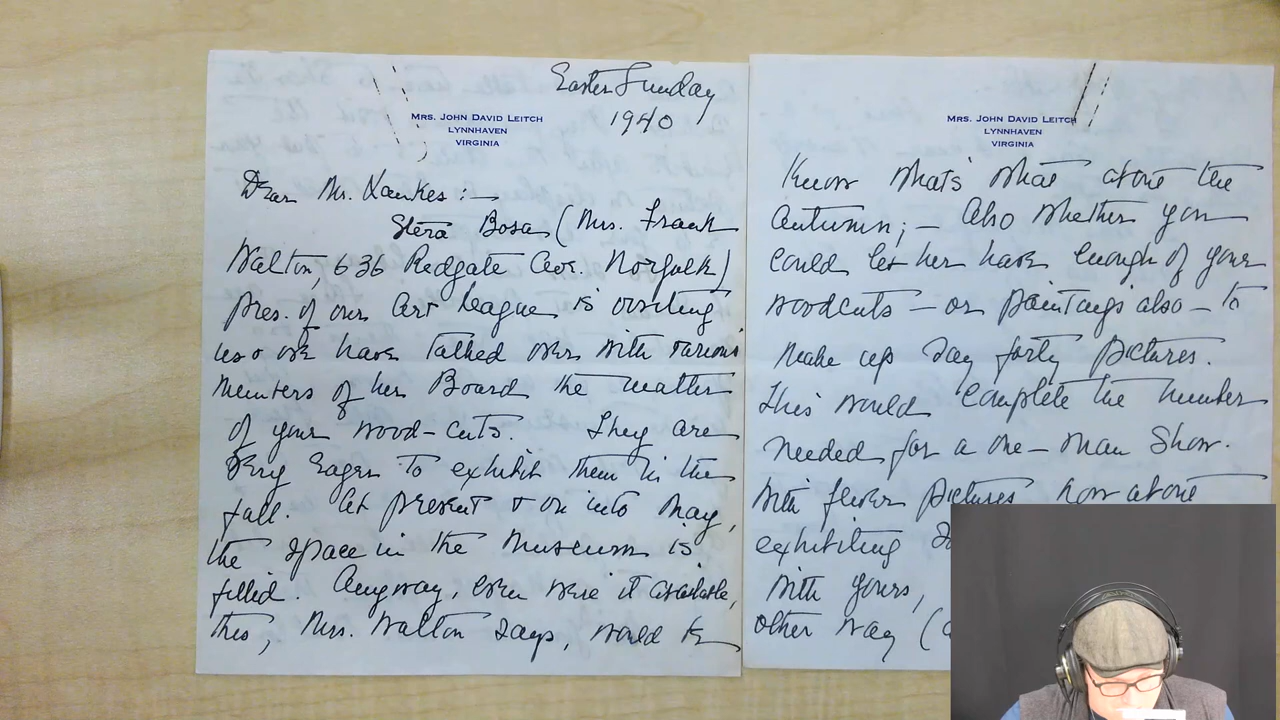 Easter Sunday
1940
MRS. JOHN DAVID LEITCH
LYNNHAVEN
VIRGINIA
Dear Mr. Lankes:—
Bosa (Mrs. Frank
Walton, 636 Redgate Ave. Norfolk)
pres. of our Art League is visiting
us & we have talked over with various
members of her Board the matter
of your wood-cuts. They are
very eager to exhibit them in the
fall. At present & on into May,
the space in the Museum is
filled. Anyway, even were it available,
this, Mrs. Walton says, would be
MRS. JOHN DAVID LEITCH
LYNNHAVEN
VIRGINIA
Know what's what about the
Autumn; — Also whether you
could let her have enough of your
woodcuts — or paintings also — to
make up say forty pictures.
This would complete the number
needed for a one-man Show.
With fewer pictures how about
exhibiting
with yours,
other way (